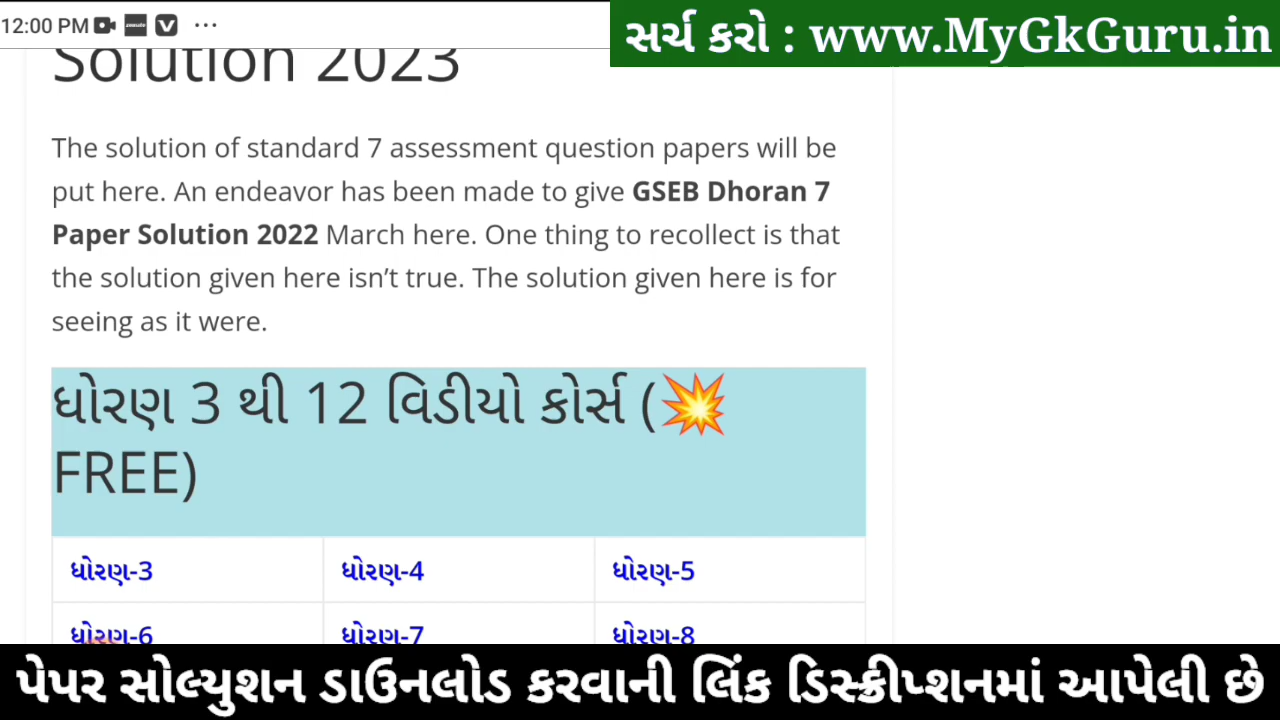 12:00 PM
સર્ચ કરો : www.MyGkGuru.in
Solution 2023
The solution of standard 7 assessment question papers will be
put here. An endeavor has been made to give GSEB Dhoran 7
Paper Solution 2022 March here. One thing to recollect is that
the solution given here isn’t true. The solution given here is for
seeing as it were.
ધોરણ 3 થી 12 વિડીયો કોર્સ (💥
FREE)
ધોરણ-3 ધોરણ-4 ધોરણ-5
ધોરણ-6 ધોરણ-7 ધોરણ-8
પેપર સોલ્યુશન ડાઉનલોડ કરવાની લિંક ડિસ્ક્રીપ્શનમાં આપેલી છે